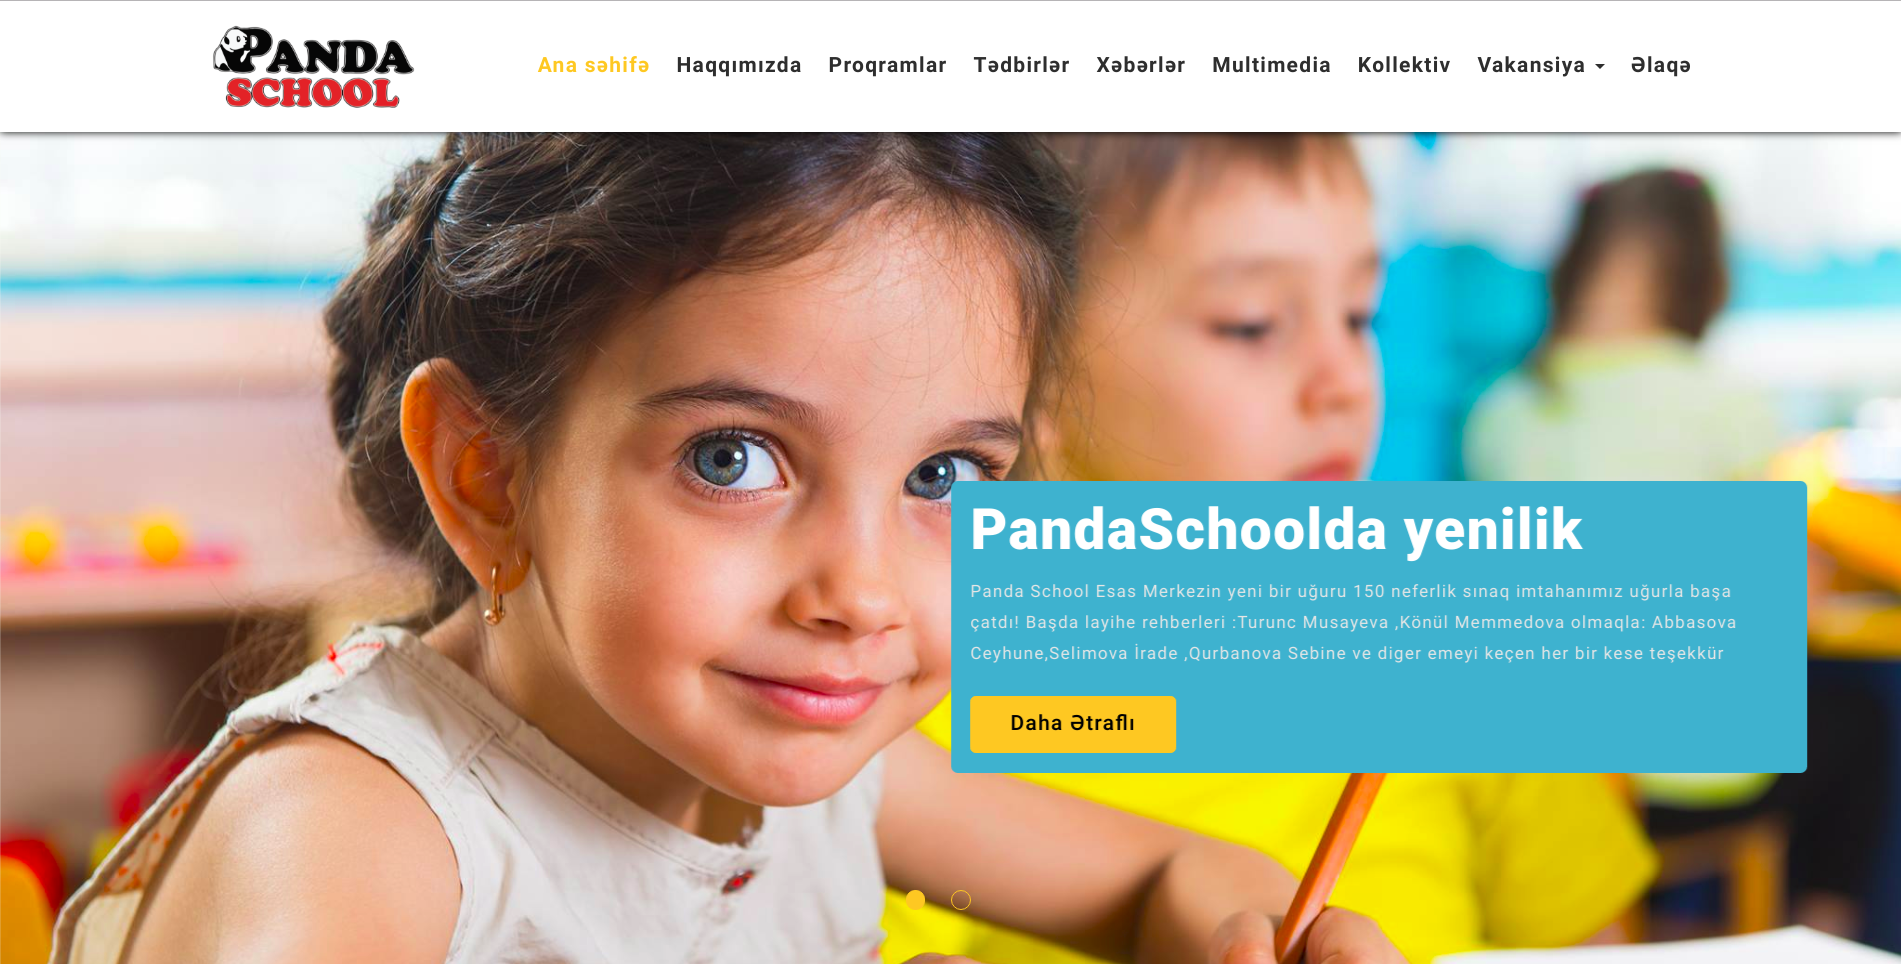 PANDA
SCHOOL
Ana səhifə Haqqımızda Proqramlar Tədbirlər Xəbərlər Multimedia Kollektiv Vakansiya Əlaqə
PandaSchoolda yenilik
Panda School Esas Merkezin yeni bir uğuru 150 neferlik sınaq imtahanımız uğurla başa
çatdı! Başda layihe rehberleri :Turunc Musayeva ,Könül Memmedova olmaqla: Abbasova
Ceyhune,Selimova İrade ,Qurbanova Sebine ve diger emeyi keçen her bir kese teşekkür
Daha Ətraflı